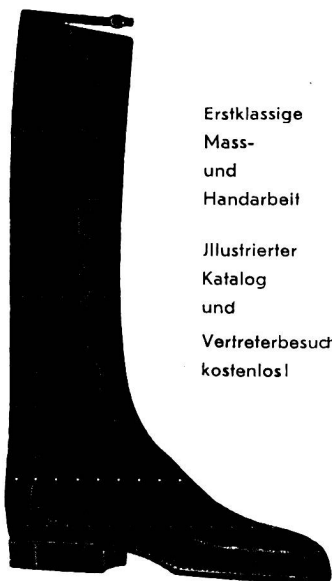 Erstklassige
Mass-
und
Handarbeit
Jllustrierter
Katalog
und
Vertreterbesuch
kostenlos!